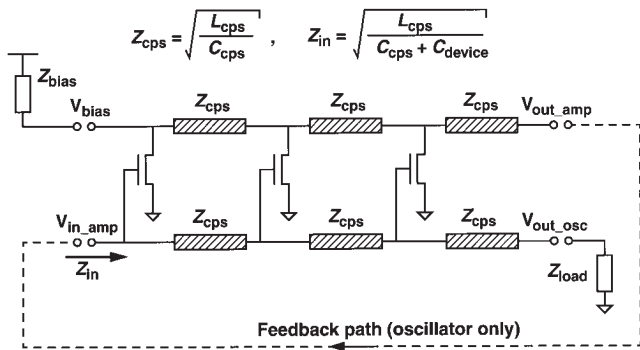 Z_cps = √(L_cps / C_cps) , Z_in = √(L_cps / (C_cps + C_device))
Z_bias
V_bias
Z_cps Z_cps Z_cps V_out_amp
V_in_amp Z_cps Z_cps Z_cps V_out_osc
Z_in
Z_load
Feedback path (oscillator only)